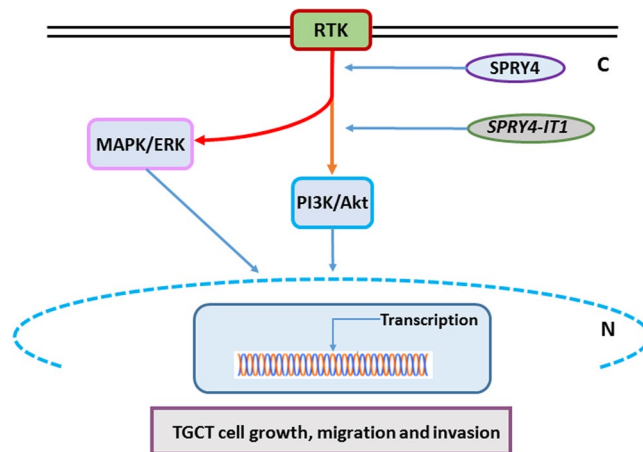 RTK
SPRY4
C
SPRY4-IT1
MAPK/ERK
PI3K/Akt
N
Transcription
TGCT cell growth, migration and invasion